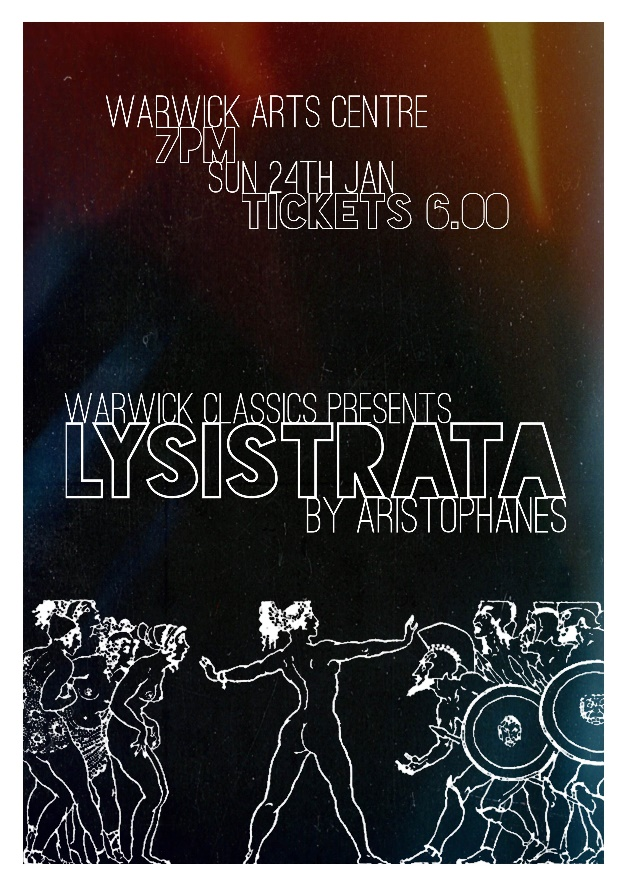 WARWICK ARTS CENTRE
7PM
SUN 24TH JAN
TICKETS 6.00
WARWICK CLASSICS PRESENTS
LYSISTRATA
BY ARISTOPHANES